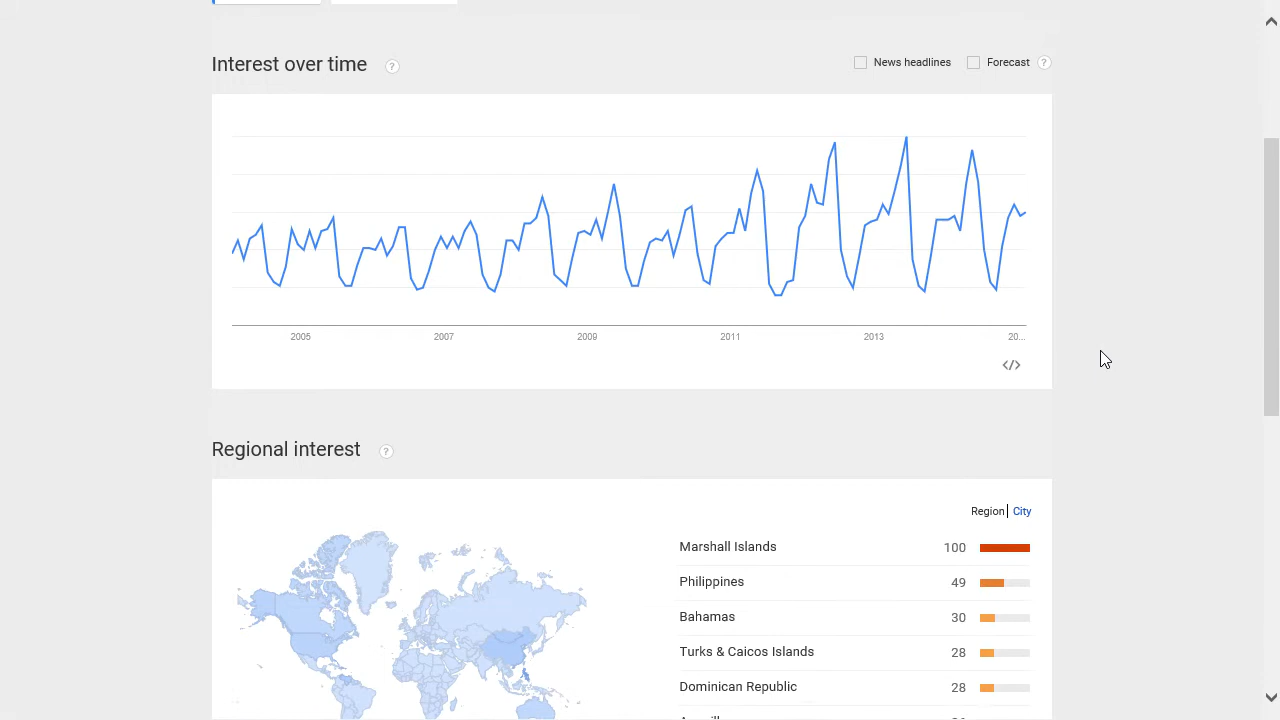 Interest over time ?
News headlines Forecast ?
2005 2007 2009 2011 2013 20...
</>
Regional interest ?
Region City
Marshall Islands 100
Philippines 49
Bahamas 30
Turks & Caicos Islands 28
Dominican Republic 28